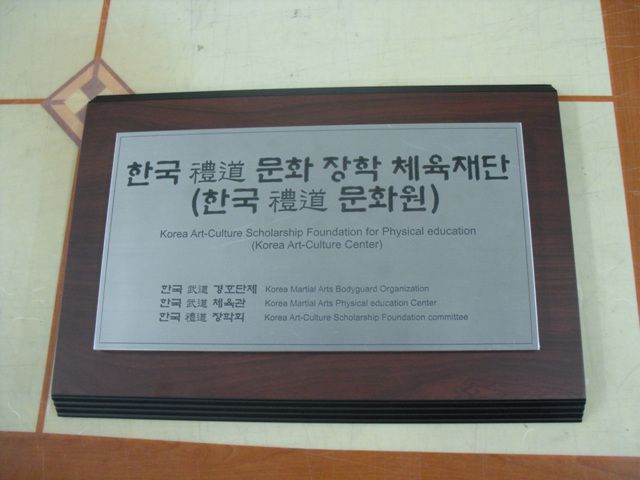 한국 禮道 문화 장학 체육재단
(한국 禮道 문화원)
Korea Art-Culture Scholarship Foundation for Physical education
(Korea Art-Culture Center)
한국 武道 경호단체 Korea Martial Arts Bodyguard Organization
한국 武道 체육관 Korea Martial Arts Physical education Center
한국 禮道 장학회 Korea Art-Culture Scholarship Foundation committee